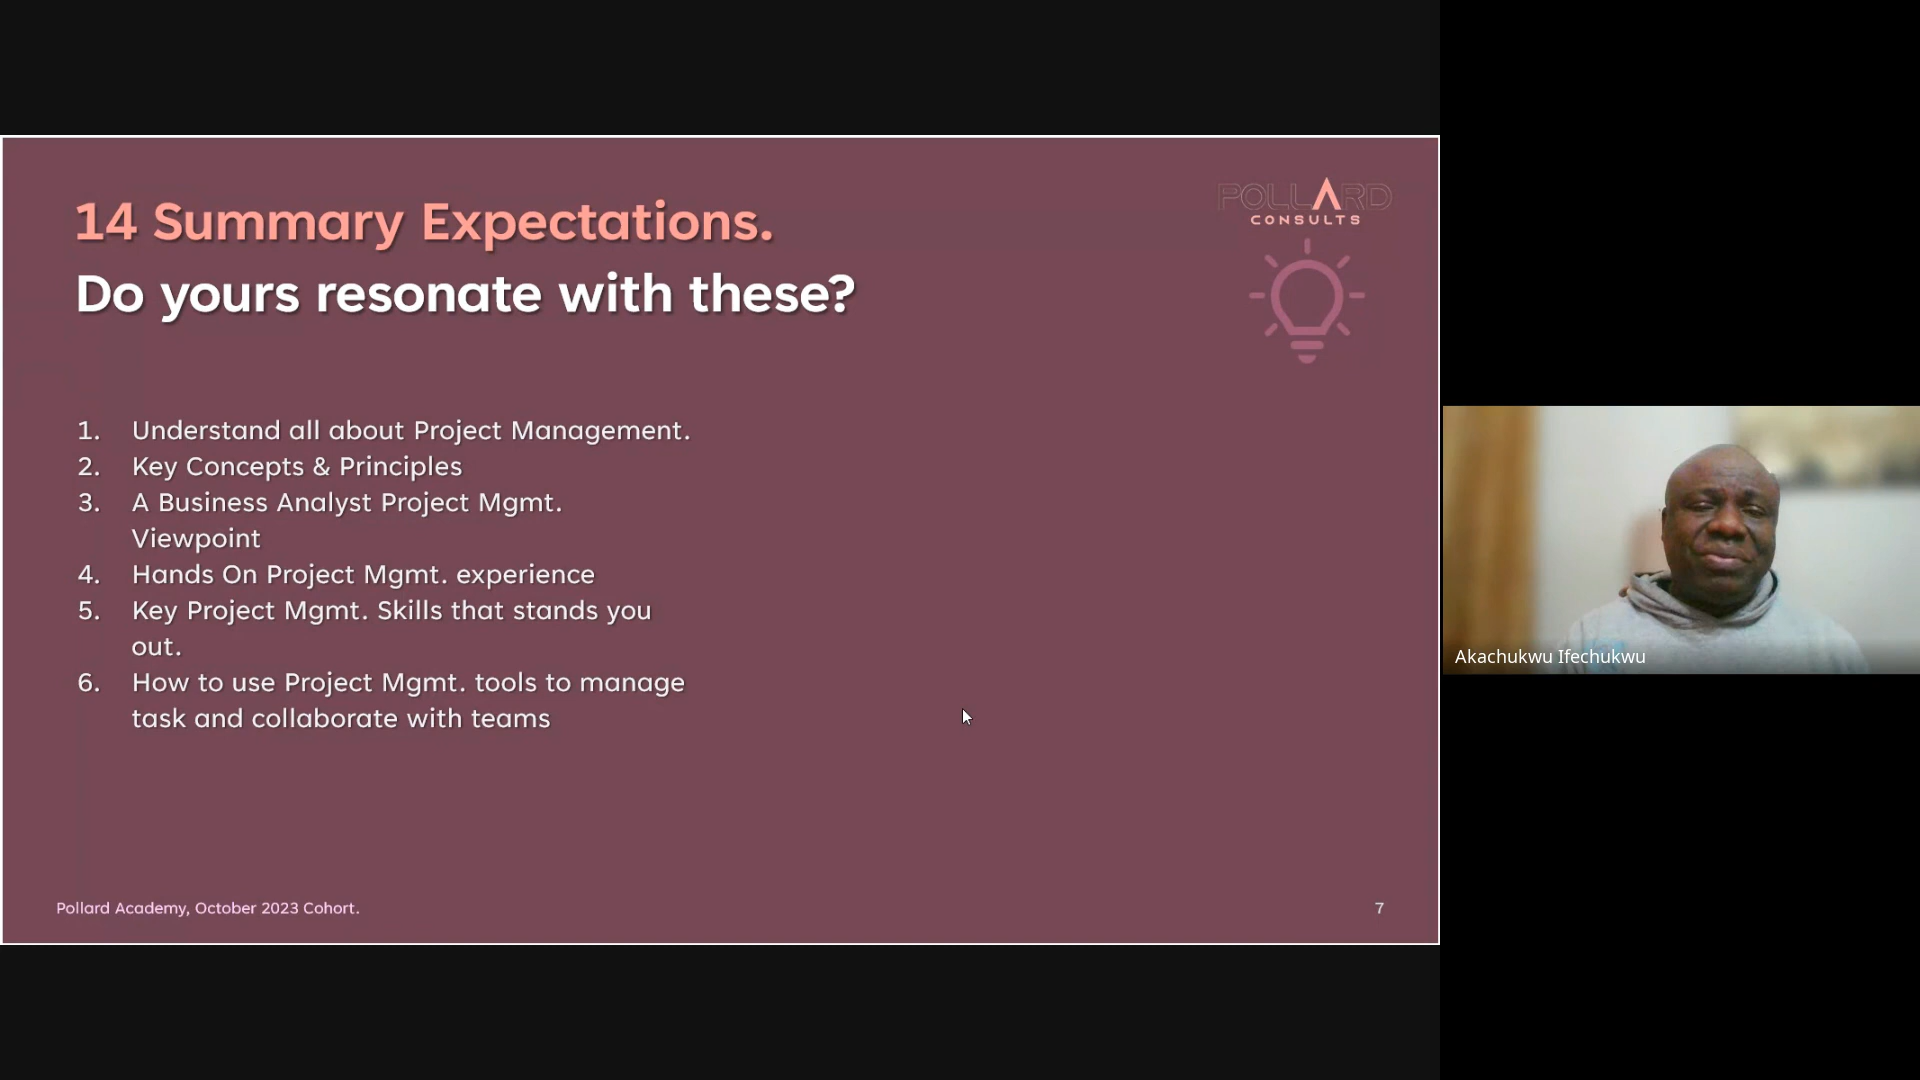 14 Summary Expectations.
Do yours resonate with these?
POLLARD
CONSULTS
1. Understand all about Project Management.
2. Key Concepts & Principles
3. A Business Analyst Project Mgmt.
Viewpoint
4. Hands On Project Mgmt. experience
5. Key Project Mgmt. Skills that stands you
out.
6. How to use Project Mgmt. tools to manage
task and collaborate with teams
Pollard Academy, October 2023 Cohort.
7
Akachukwu Ifechukwu